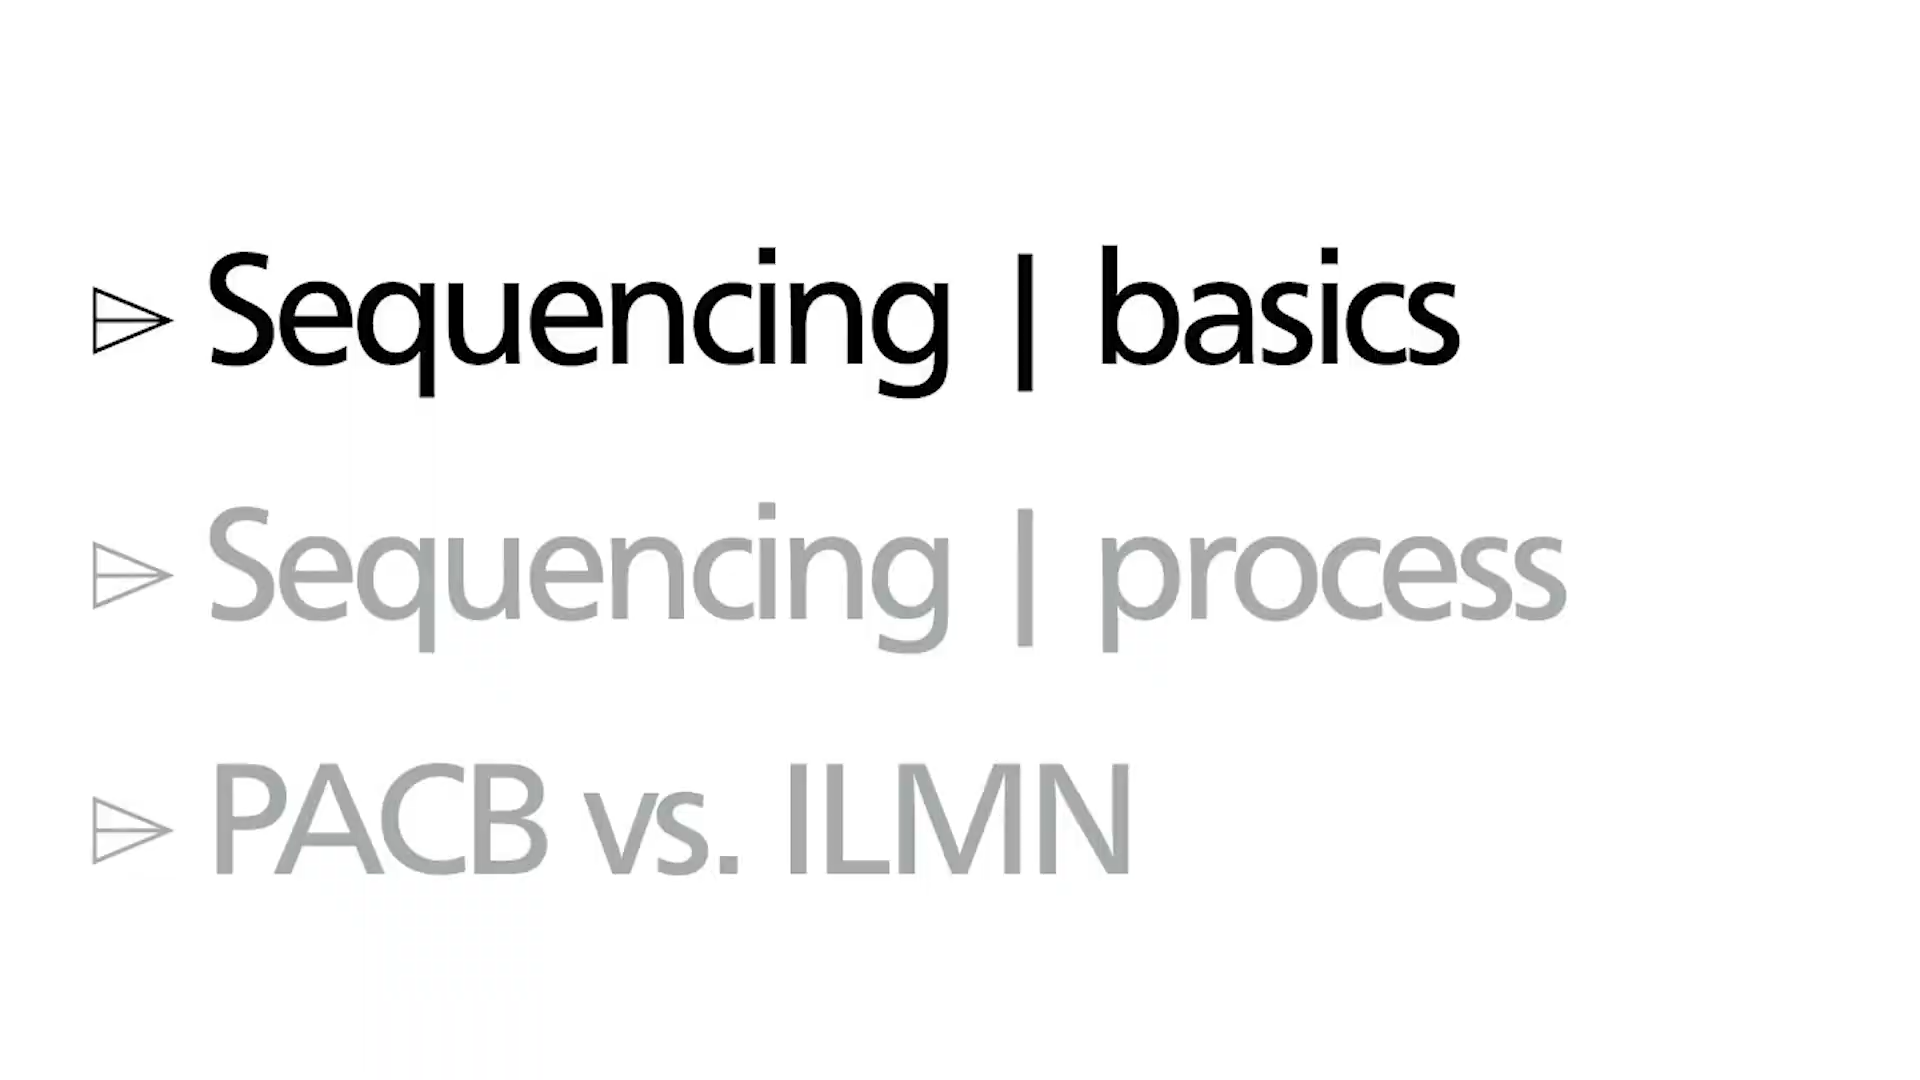 Sequencing | basics
Sequencing | process
PACB vs. ILMN